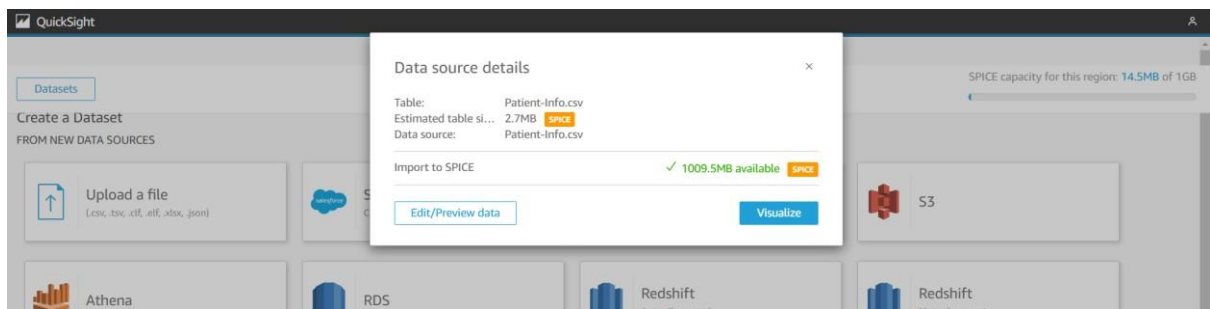 QuickSight
Data source details
Datasets
SPICE capacity for this region: 14.5MB of 1GB
Table: Patient-Info.csv
Estimated table si... 2.7MB SPICE
Data source: Patient-Info.csv
Create a Dataset
FROM NEW DATA SOURCES
Import to SPICE
1009.5MB available SPICE
Edit/Preview data
Visualize
Upload a file
(.csv, .tsv, .clf, .elf, .xlsx, .json)
salesforce
S3
Athena
RDS
Redshift
Redshift